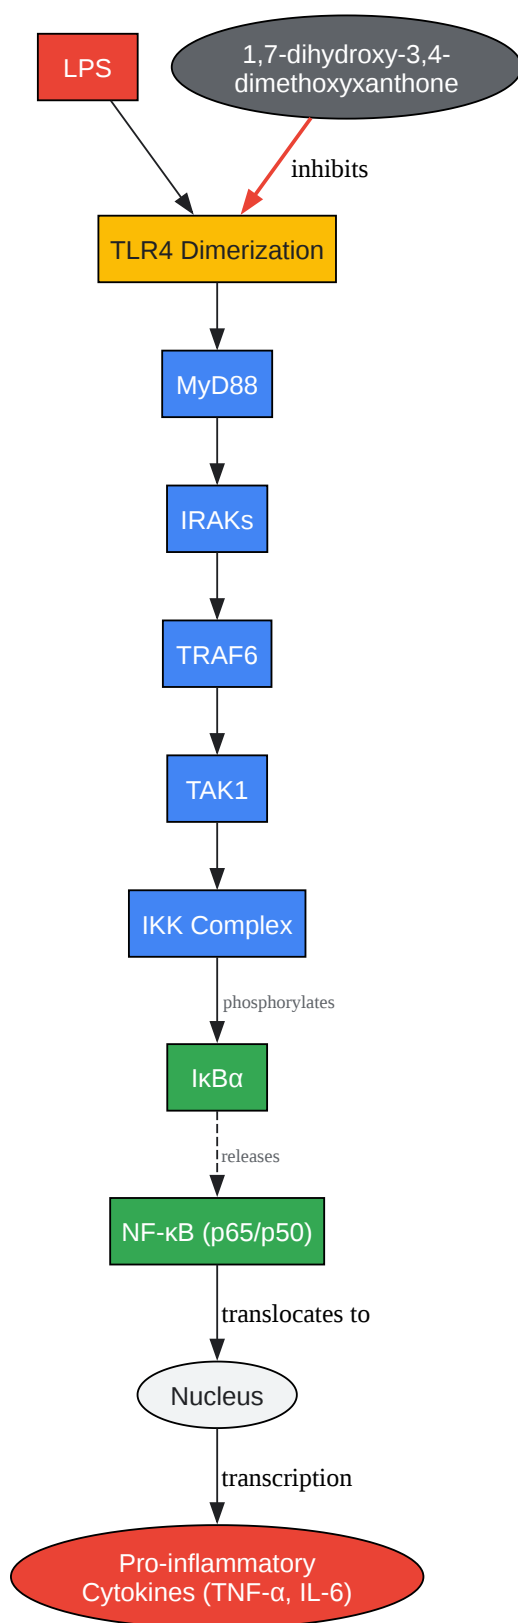 LPS
1,7-dihydroxy-3,4-
dimethoxyxanthone
inhibits
TLR4 Dimerization
MyD88
IRAKs
TRAF6
TAK1
IKK Complex
phosphorylates
IκBα
releases
NF-κB (p65/p50)
translocates to
Nucleus
transcription
Pro-inflammatory
Cytokines (TNF-α, IL-6)